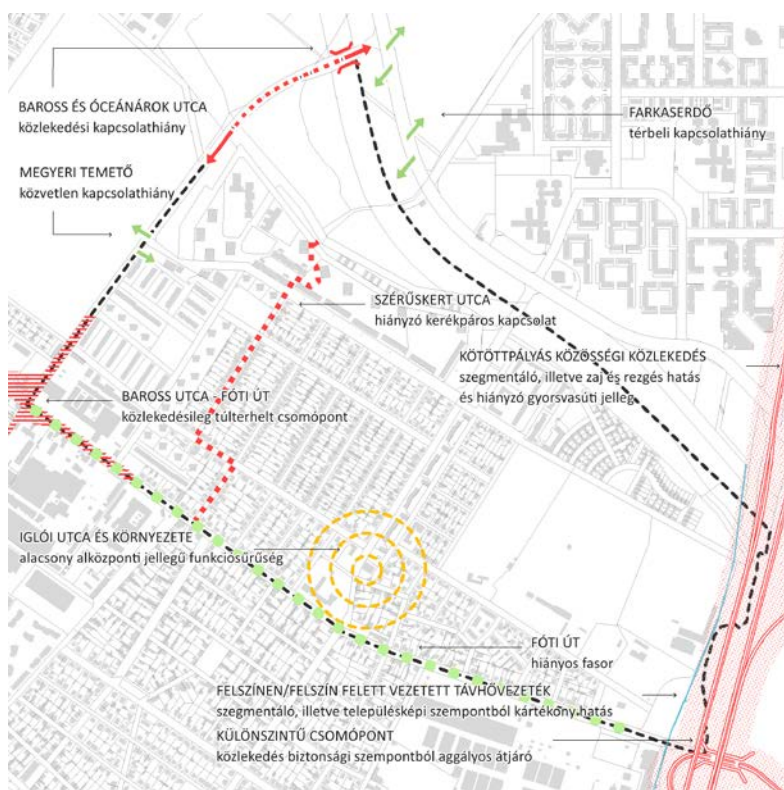 BAROSS ÉS ÓCEÁNÁROK UTCA
közlekedési kapcsolathiány
FARKASERDŐ
térbeli kapcsolathiány
MEGYERI TEMETŐ
közvetlen kapcsolathiány
SZÉRŰSKERT UTCA
hiányzó kerékpáros kapcsolat
KÖTÖTTPÁLYÁS KÖZÖSSÉGI KÖZLEKEDÉS
szegmentáló, illetve zaj és rezgés hatás
és hiányzó gyorsvasúti jelleg
BAROSS UTCA - FÓTI ÚT
közlekedésileg túlterhelt csomópont
IGLÓI UTCA ÉS KÖRNYEZETE
alacsony alközponti jellegű funkciósűrűség
FÓTI ÚT
hiányos fasor
FELSZÍNEN/FELSZÍN FELETT VEZETETT TÁVHŐVEZETÉK
szegmentáló, illetve településképi szempontból kártékony hatás
KÜLÖNSZINTŰ CSOMÓPONT
közlekedés biztonsági szempontból aggályos átjáró